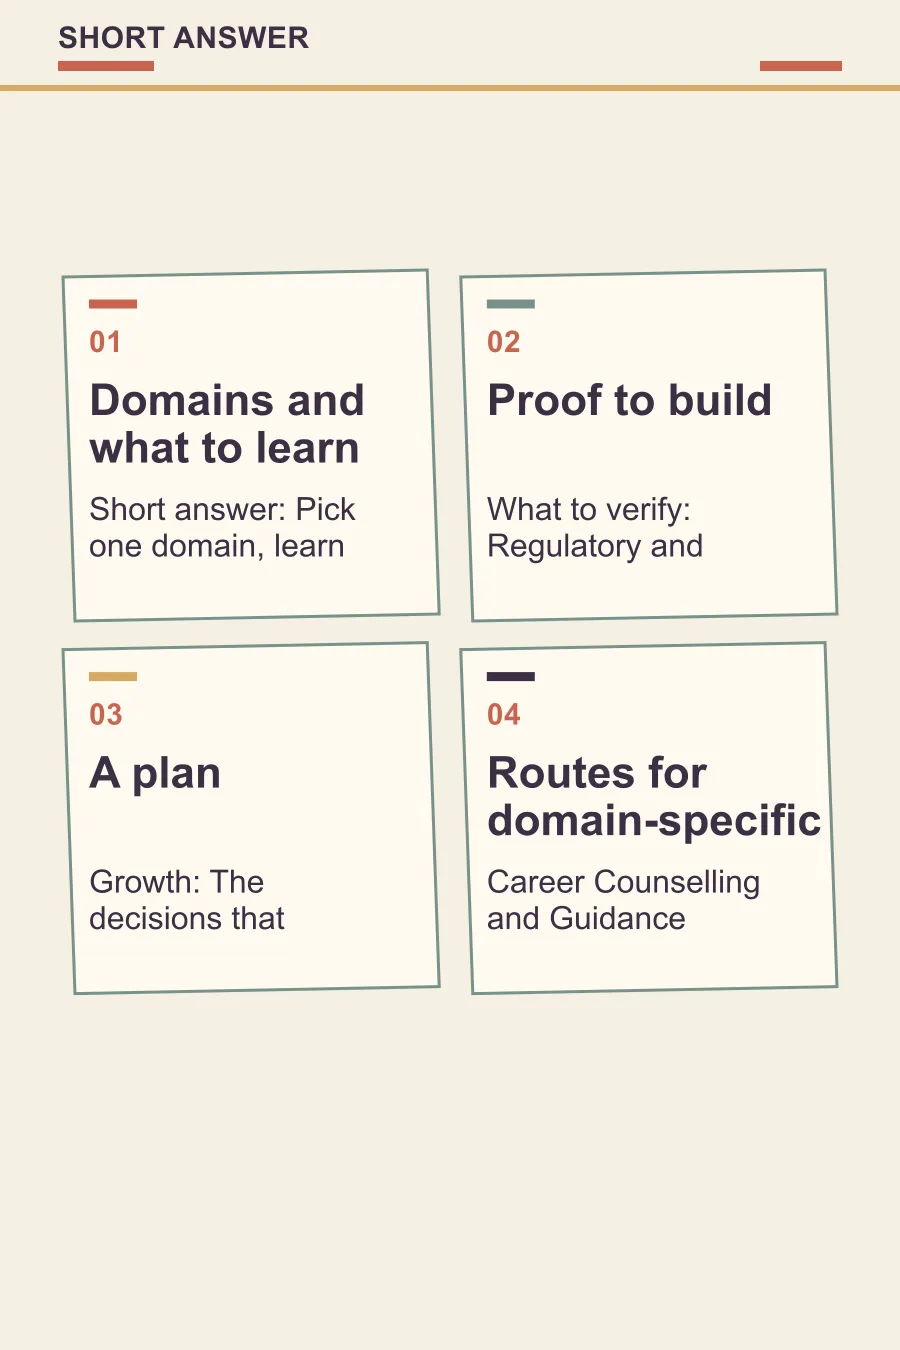 SHORT ANSWER
01
Domains and
what to learn
Short answer: Pick
one domain, learn
02
Proof to build
What to verify:
Regulatory and
03
A plan
Growth: The
decisions that
04
Routes for
domain-specific
Career Counselling
and Guidance